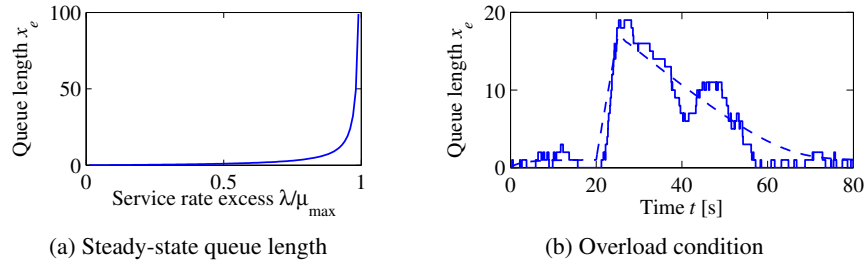 100
50
0
0
0.5
1
Queue length x_e
Service rate excess λ/μ_max
(a) Steady-state queue length
20
10
0
0
20
40
60
80
Queue length x_e
Time t [s]
(b) Overload condition